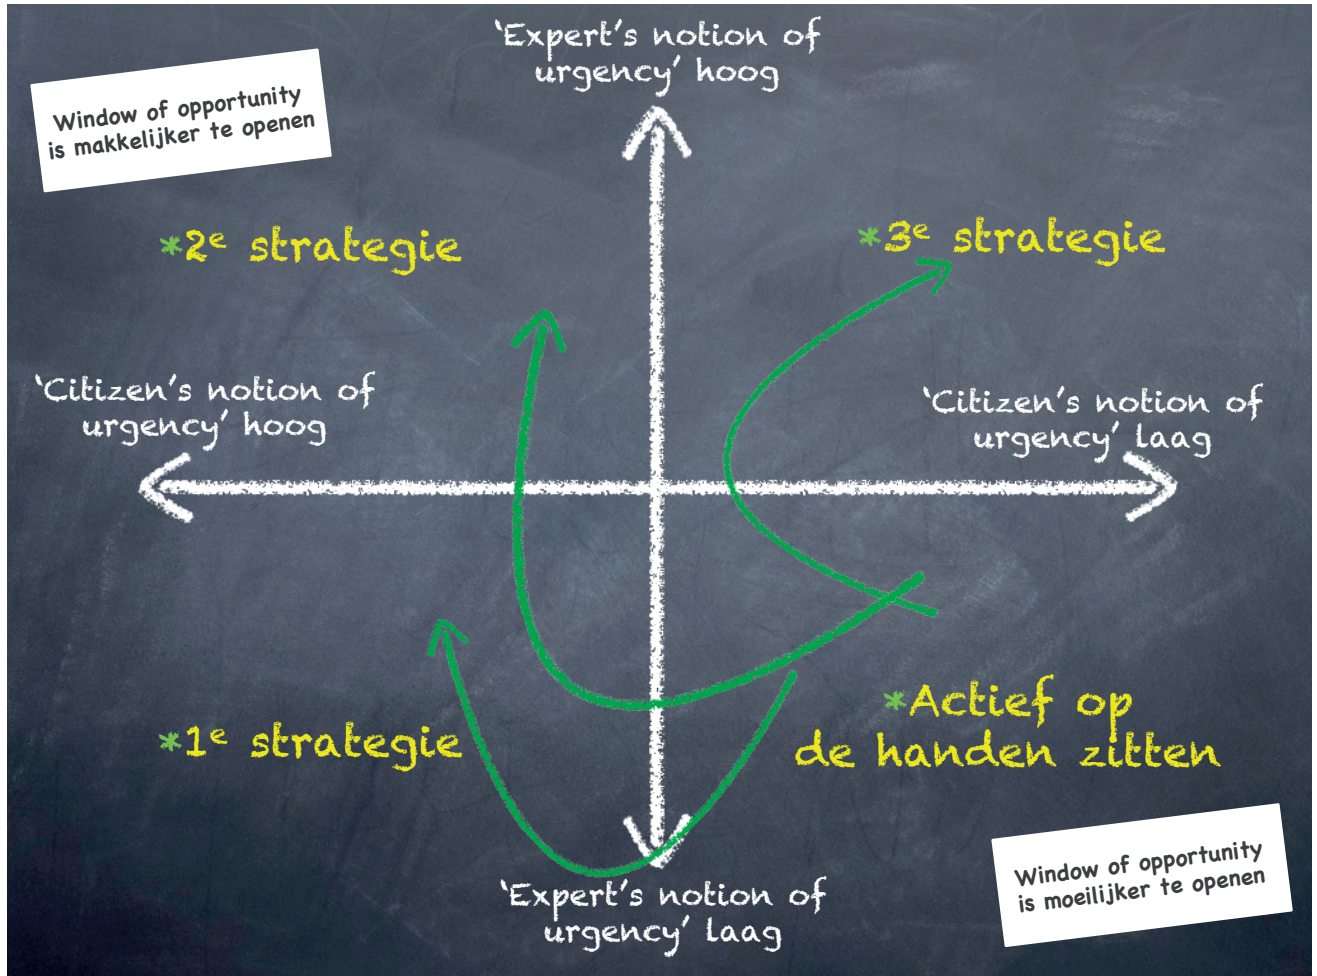 ‘Expert’s notion of
urgency’ hoog
Window of opportunity
is makkelijker te openen
*2e strategie
*3e strategie
‘Citizen’s notion of
urgency’ hoog
‘Citizen’s notion of
urgency’ laag
*1e strategie
*Actief op
de handen zitten
Window of opportunity
is moeilijker te openen
‘Expert’s notion of
urgency’ laag